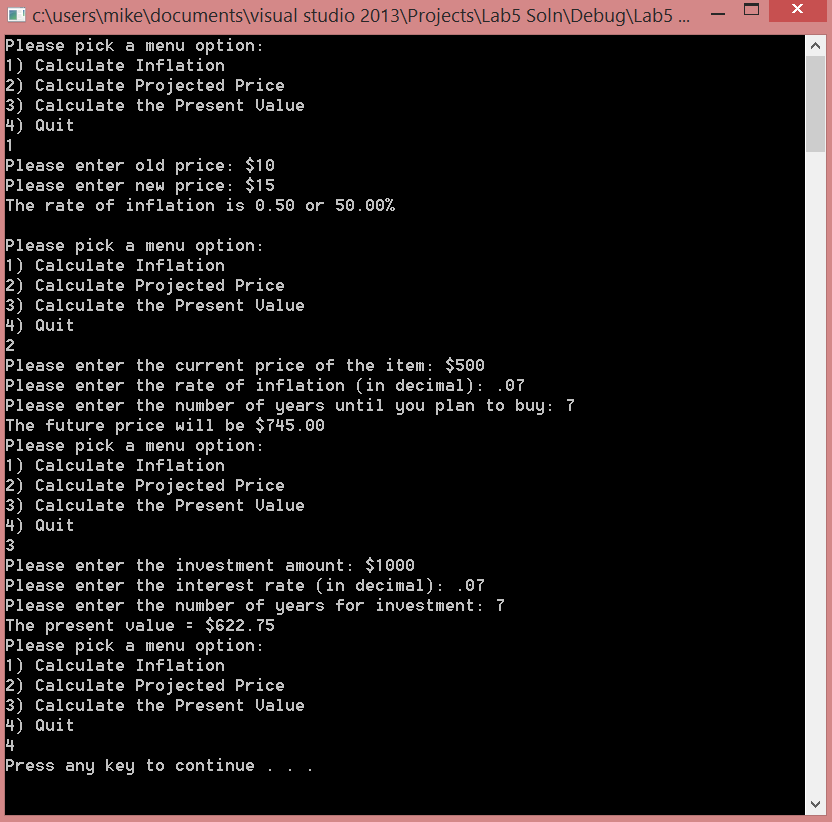 c:\users\mike\documents\visual studio 2013\Projects\Lab5 Soln\Debug\Lab5 ...
Please pick a menu option:
1) Calculate Inflation
2) Calculate Projected Price
3) Calculate the Present Value
4) Quit
1
Please enter old price: $10
Please enter new price: $15
The rate of inflation is 0.50 or 50.00%
Please pick a menu option:
1) Calculate Inflation
2) Calculate Projected Price
3) Calculate the Present Value
4) Quit
2
Please enter the current price of the item: $500
Please enter the rate of inflation (in decimal): .07
Please enter the number of years until you plan to buy: 7
The future price will be $745.00
Please pick a menu option:
1) Calculate Inflation
2) Calculate Projected Price
3) Calculate the Present Value
4) Quit
3
Please enter the investment amount: $1000
Please enter the interest rate (in decimal): .07
Please enter the number of years for investment: 7
The present value = $622.75
Please pick a menu option:
1) Calculate Inflation
2) Calculate Projected Price
3) Calculate the Present Value
4) Quit
4
Press any key to continue . . .